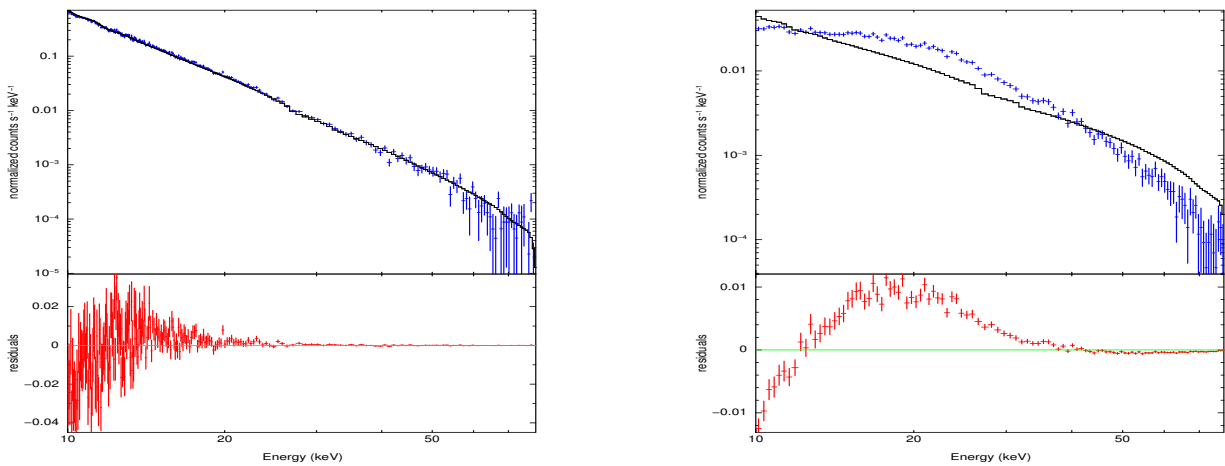 0.1
0.01
10⁻³
10⁻⁴
10⁻⁵
normalized counts s⁻¹ keV⁻¹
0.02
0
−0.02
−0.04
residuals
10 20 50
Energy (keV)
0.01
10⁻³
10⁻⁴
normalized counts s⁻¹ keV⁻¹
0.01
0
−0.01
residuals
10 20 50
Energy (keV)